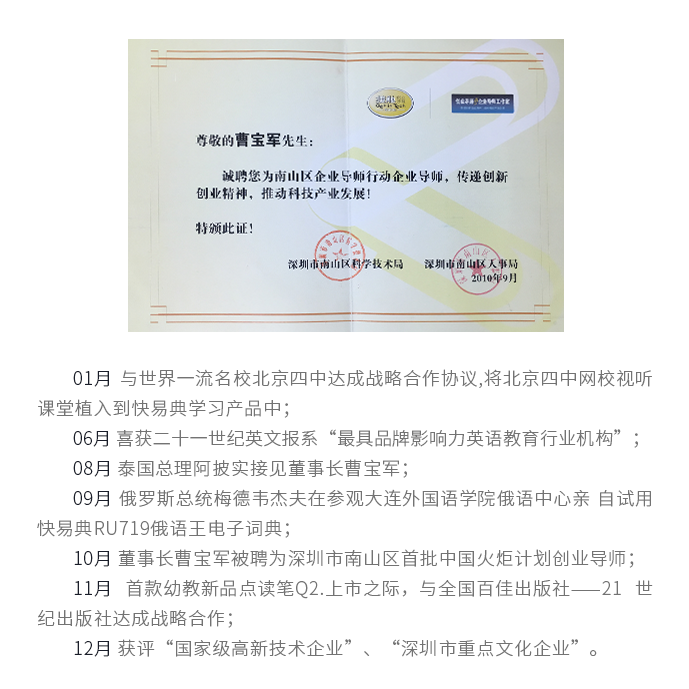 尊敬的曹宝军先生:
诚聘您为南山区企业导师行动企业导师,传递创新
创业精神,推动科技产业发展!
特颁此证!
深圳市南山区科学技术局 深圳市南山区人事局
2010年9月
01月 与世界一流名校北京四中达成战略合作协议,将北京四中网校视听
课堂植入到快易典学习产品中;
06月 喜获二十一世纪英文报系“最具品牌影响力英语教育行业机构”;
08月 泰国总理阿披实接见董事长曹宝军;
09月 俄罗斯总统梅德韦杰夫在参观大连外国语学院俄语中心亲 自试用
快易典RU719俄语王电子词典;
10月 董事长曹宝军被聘为深圳市南山区首批中国火炬计划创业导师;
11月 首款幼教新品点读笔Q2.上市之际，与全国百佳出版社——21 世
纪出版社达成战略合作;
12月 获评“国家级高新技术企业”、“深圳市重点文化企业”。